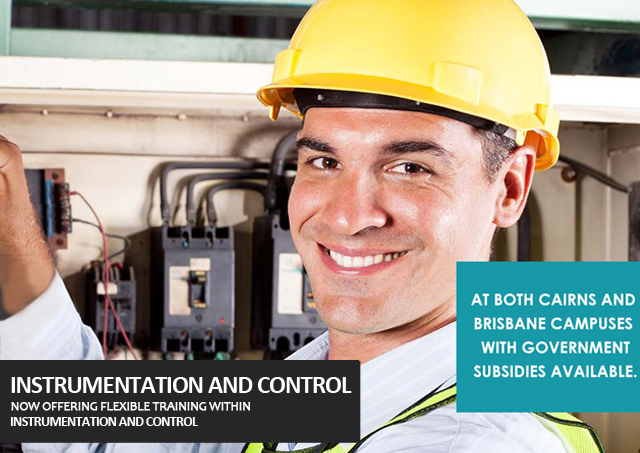 INSTRUMENTATION AND CONTROL
NOW OFFERING FLEXIBLE TRAINING WITHIN
INSTRUMENTATION AND CONTROL
AT BOTH CAIRNS AND
BRISBANE CAMPUSES
WITH GOVERNMENT
SUBSIDIES AVAILABLE.